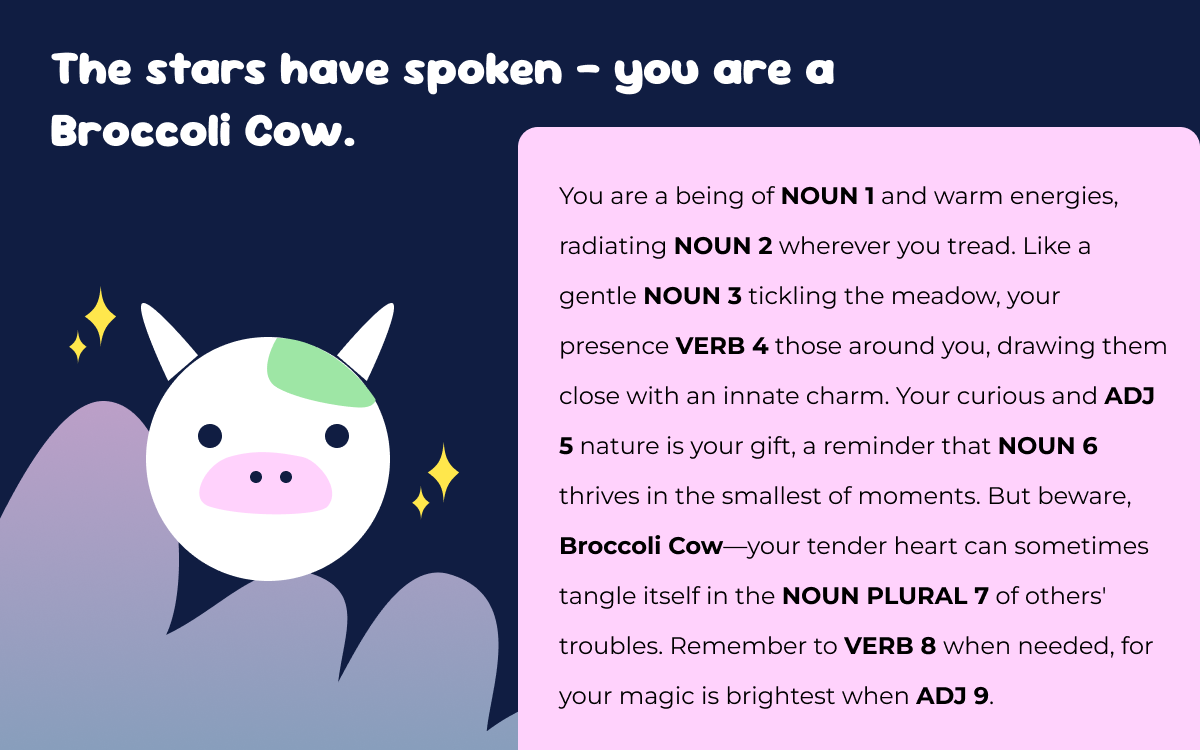 The stars have spoken - you are a
Broccoli Cow.
You are a being of NOUN 1 and warm energies,
radiating NOUN 2 wherever you tread. Like a
gentle NOUN 3 tickling the meadow, your
presence VERB 4 those around you, drawing them
close with an innate charm. Your curious and ADJ
5 nature is your gift, a reminder that NOUN 6
thrives in the smallest of moments. But beware,
Broccoli Cow—your tender heart can sometimes
tangle itself in the NOUN PLURAL 7 of others'
troubles. Remember to VERB 8 when needed, for
your magic is brightest when ADJ 9.